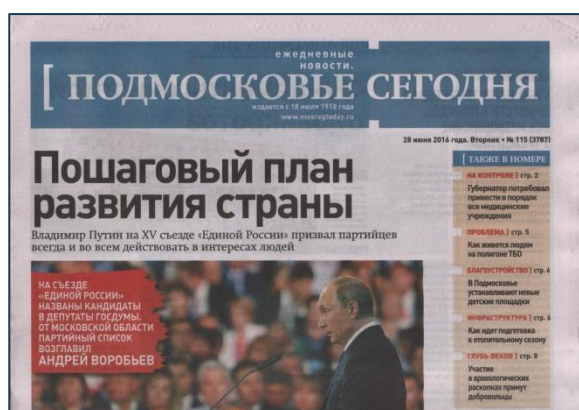 ежедневные
новости.
[ ПОДМОСКОВЬЕ СЕГОДНЯ
издается с 18 июля 1916 года
www.mosregtoday.ru
28 июня 2016 года. Вторник • № 115 (3787)
Пошаговый план
развития страны
Владимир Путин на XV съезде «Единой России» призвал партийцев
всегда и во всем действовать в интересах людей
НА СЪЕЗДЕ
«ЕДИНОЙ РОССИИ»
НАЗВАНЫ КАНДИДАТЫ
В ДЕПУТАТЫ ГОСДУМЫ.
ОТ МОСКОВСКОЙ ОБЛАСТИ
ПАРТИЙНЫЙ СПИСОК
ВОЗГЛАВИЛ
АНДРЕЙ ВОРОБЬЕВ
[ ТАКЖЕ В НОМЕРЕ
НА КОНТРОЛЕ ] стр. 2
Губернатор потребовал
привести в порядок
все медицинские
учреждения
ПРОБЛЕМА ] стр. 5
Как живется людям
на полигоне ТБО
БЛАГОУСТРОЙСТВО ] стр. 6
В Подмосковье
устанавливают новые
детские площадки
ИНФРАСТРУКТУРА ] стр. 6
Как идет подготовка
к отопительному сезону
ГЛУБЬ ВЕКОВ ] стр. 8
Участие
в археологических
раскопках примут
добровольцы